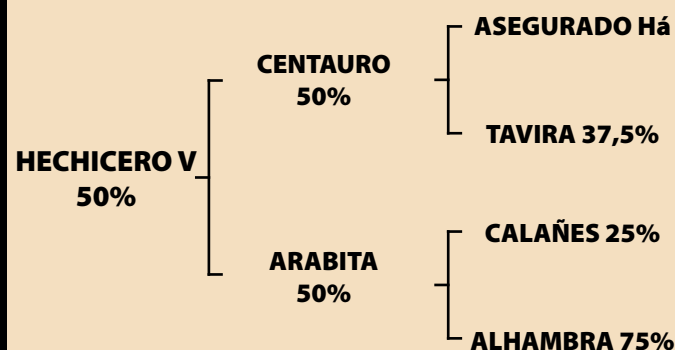 ASEGURADO Há
CENTAURO
50%
TAVIRA 37,5%
HECHICERO V
50%
CALAÑES 25%
ARABITA
50%
ALHAMBRA 75%